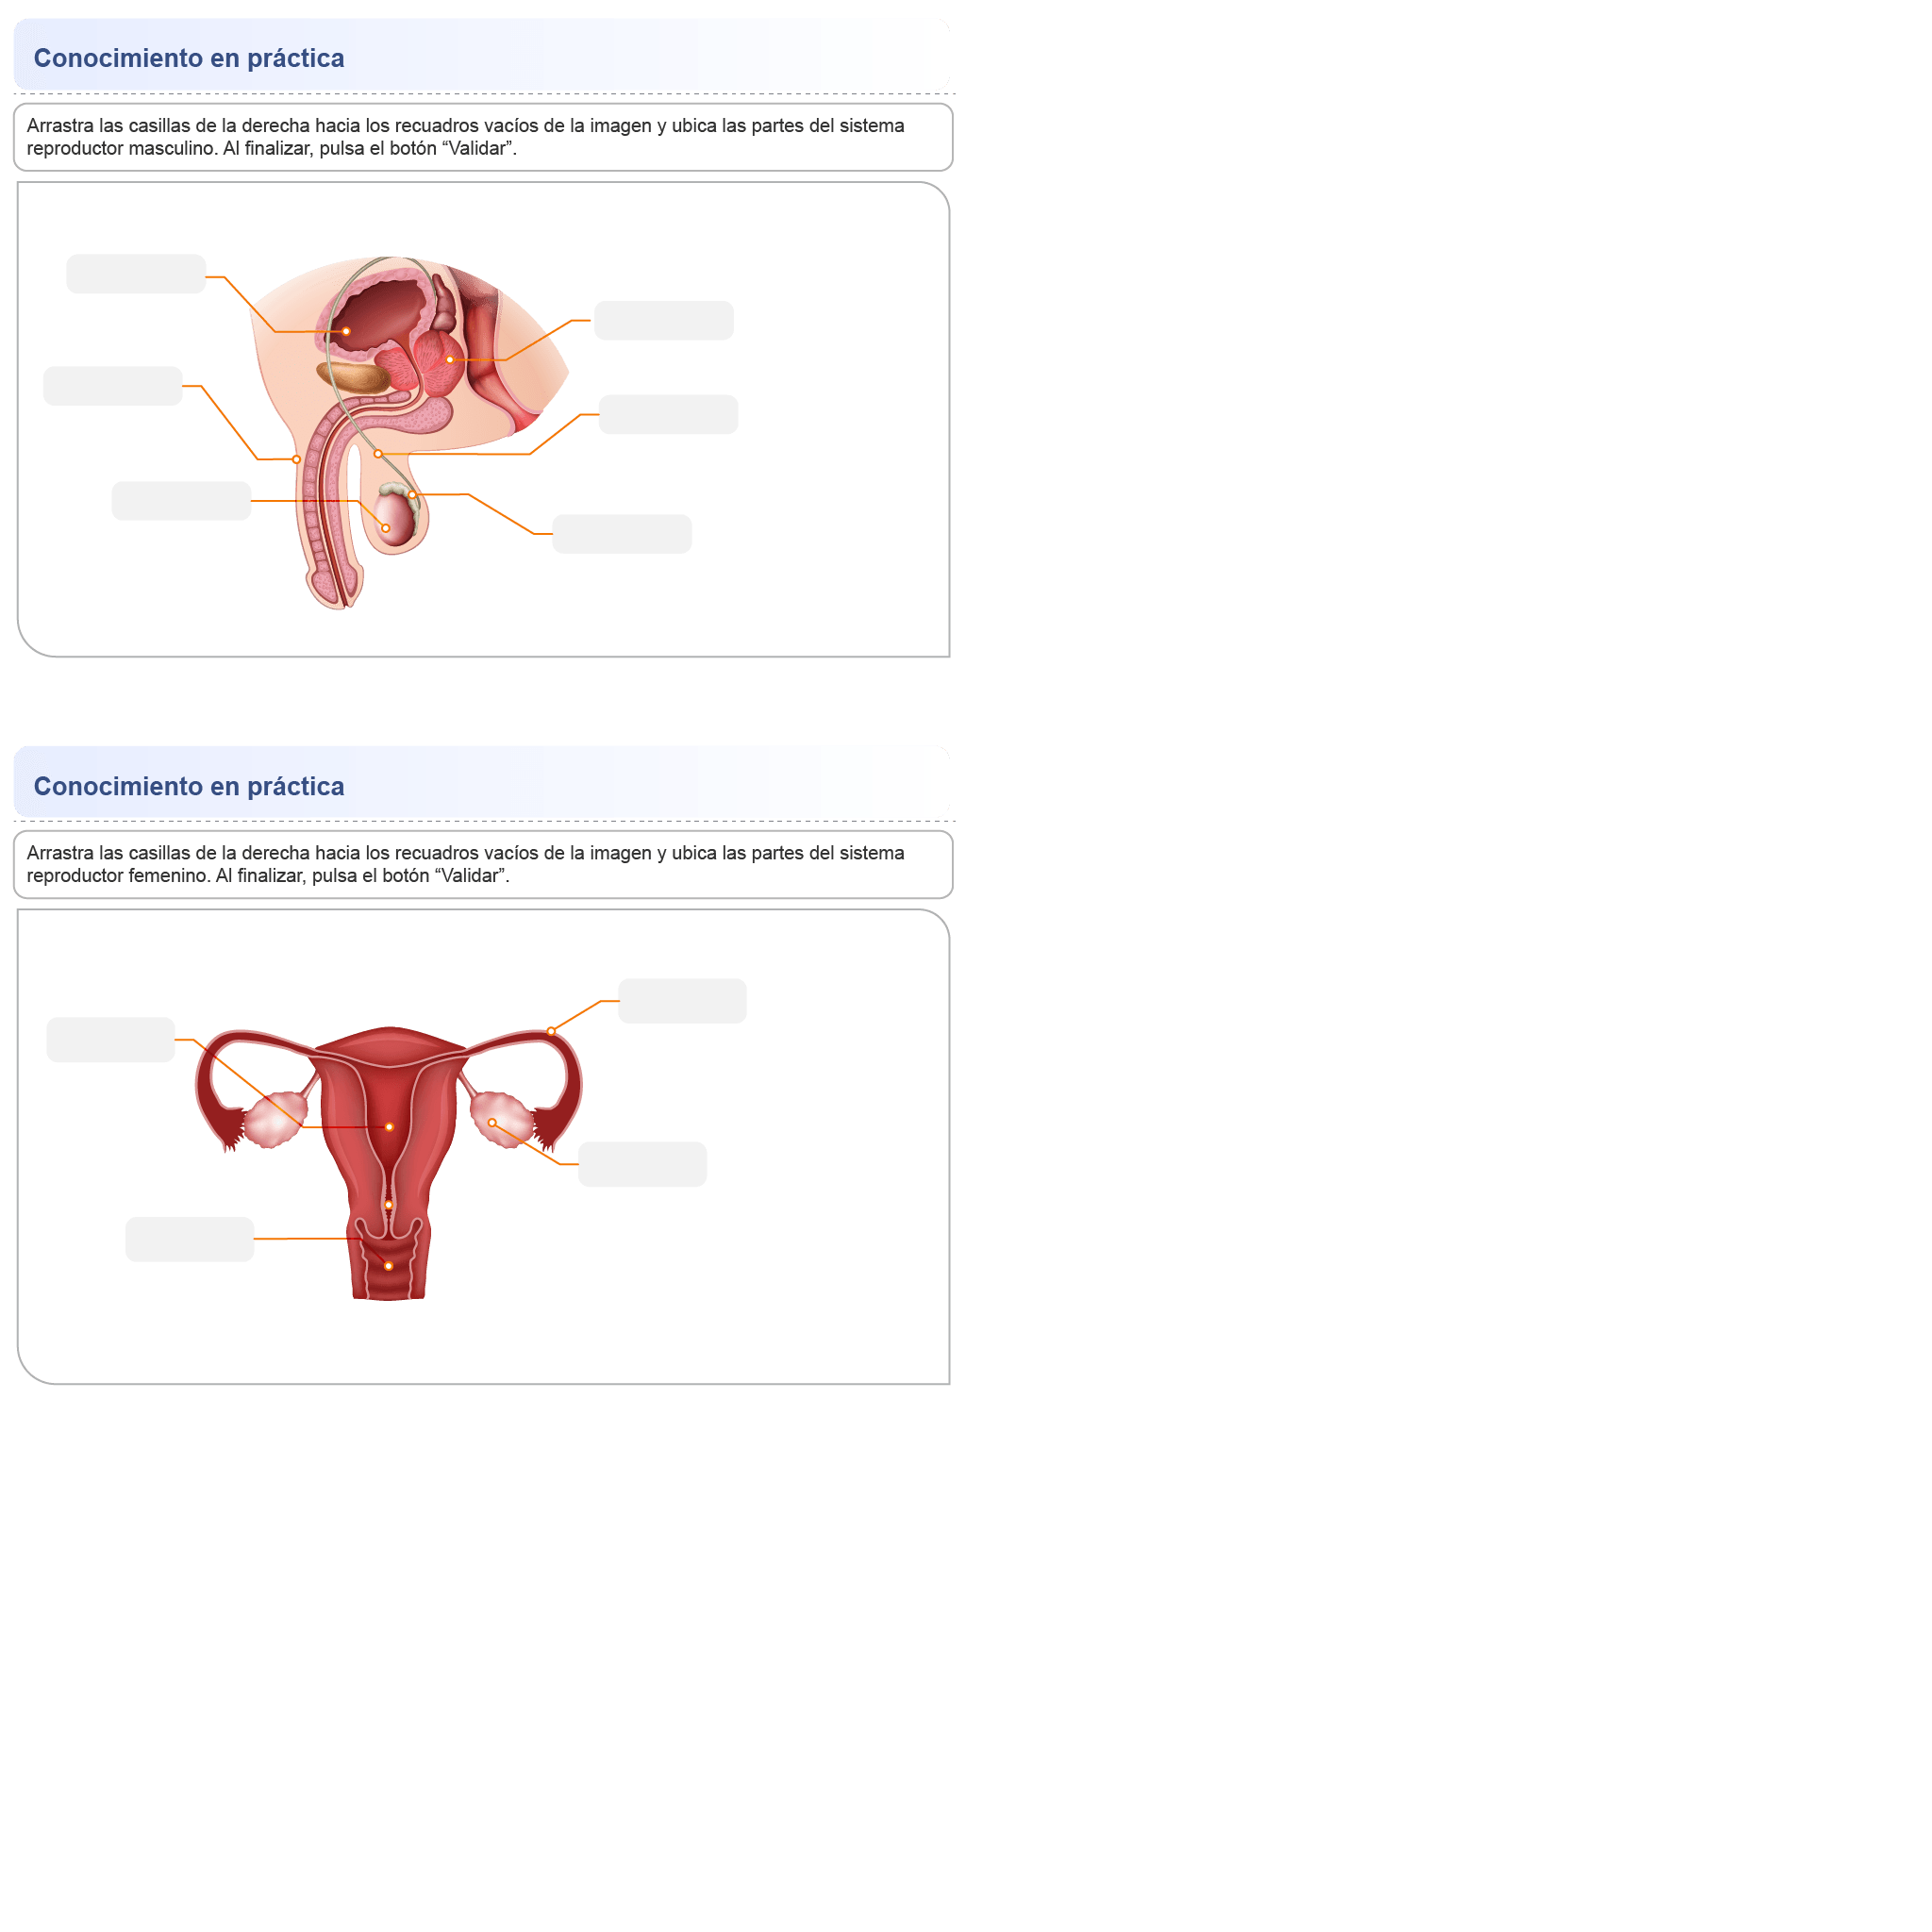 Conocimiento en práctica
Arrastra las casillas de la derecha hacia los recuadros vacíos de la imagen y ubica las partes del sistema
reproductor masculino. Al finalizar, pulsa el botón “Validar”.
Conocimiento en práctica
Arrastra las casillas de la derecha hacia los recuadros vacíos de la imagen y ubica las partes del sistema
reproductor femenino. Al finalizar, pulsa el botón “Validar”.